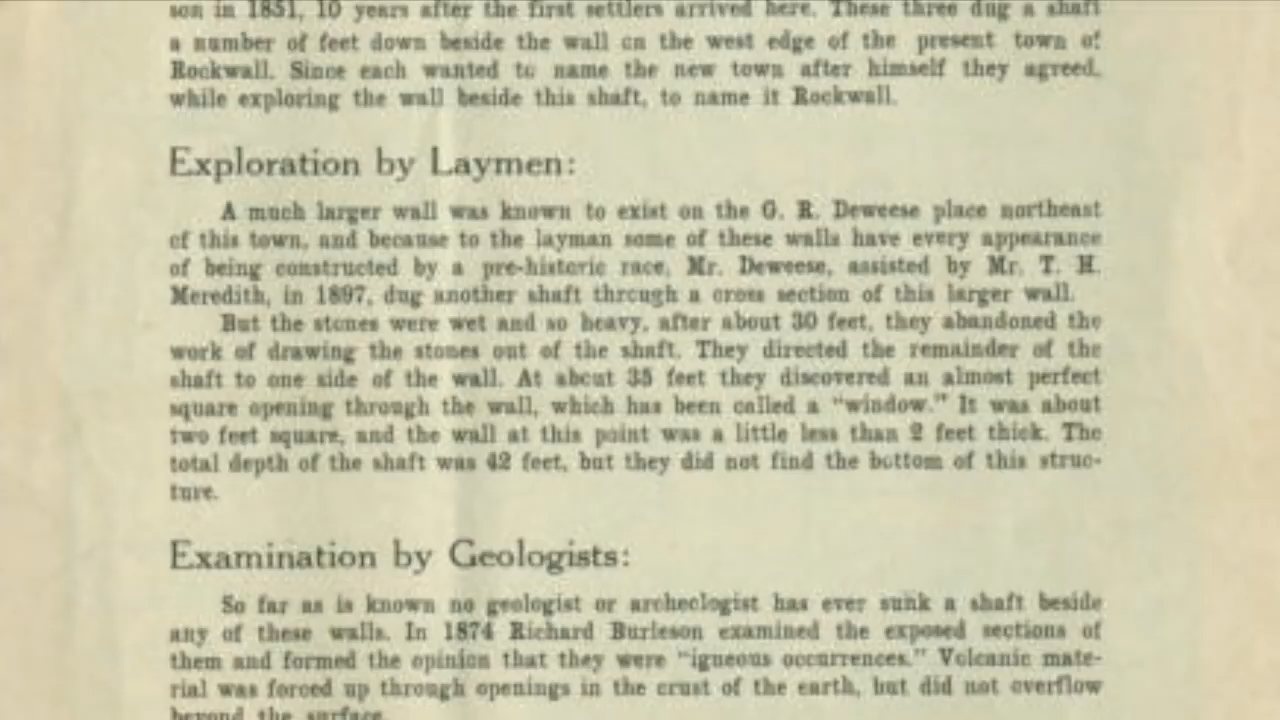 son in 1851, 10 years after the first settlers arrived here. These three dug a shaft
a number of feet down beside the wall on the west edge of the present town of
Rockwall. Since each wanted to name the new town after himself they agreed,
while exploring the wall beside this shaft, to name it Rockwall.
Exploration by Laymen:
A much larger wall was known to exist on the G. R. Deweese place northeast
of this town, and because to the layman some of these walls have every appearance
of being constructed by a pre-historic race, Mr. Deweese, assisted by Mr. T. H.
Meredith, in 1897, dug another shaft through a cross section of this larger wall.
But the stones were wet and so heavy, after about 30 feet, they abandoned the
work of drawing the stones out of the shaft. They directed the remainder of the
shaft to one side of the wall. At about 35 feet they discovered an almost perfect
square opening through the wall, which has been called a "window." It was about
two feet square, and the wall at this point was a little less than 2 feet thick. The
total depth of the shaft was 42 feet, but they did not find the bottom of this struc-
ture.
Examination by Geologists:
So far as is known no geologist or archeologist has ever sunk a shaft beside
any of these walls. In 1874 Richard Burleson examined the exposed sections of
them and formed the opinion that they were "igneous occurrences." Volcanic mate-
rial was forced up through openings in the crust of the earth, but did not overflow
beyond the surface.